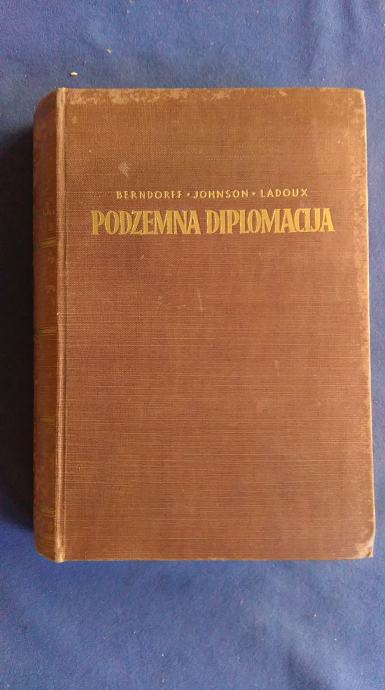 BERNDORFF • JOHNSON • LADOUX
PODZEMNA DIPLOMACIJA